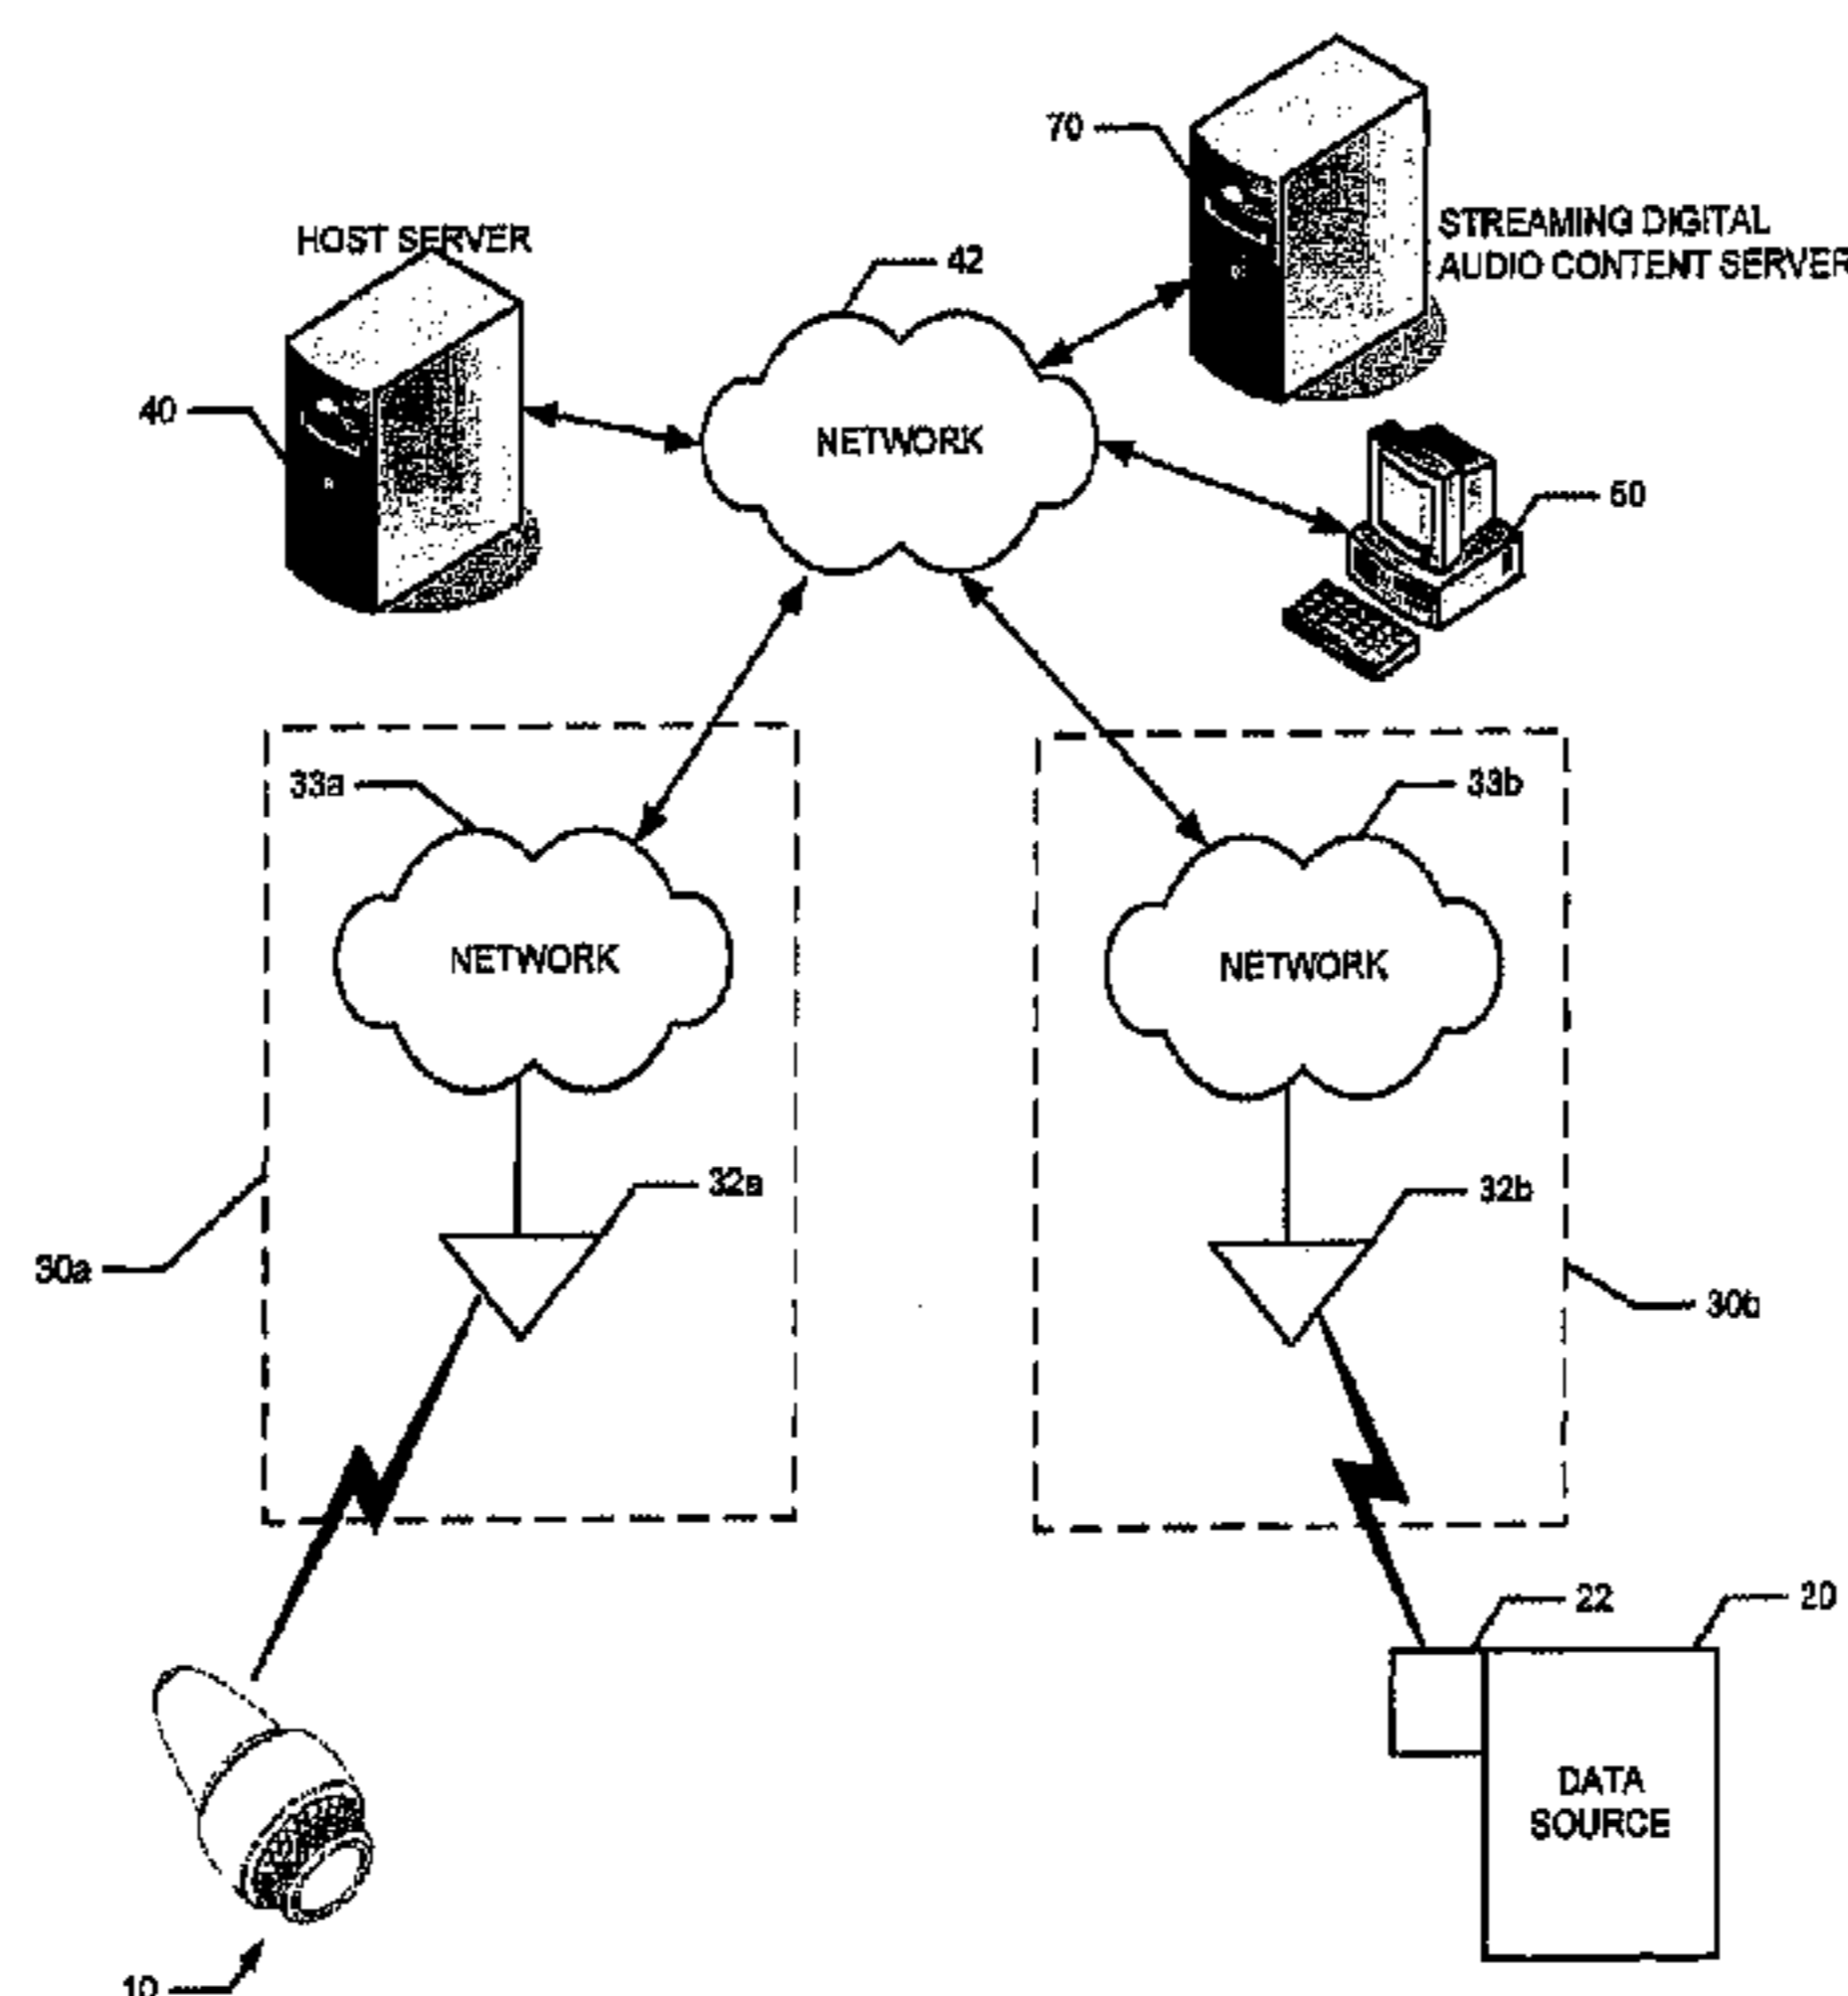 70
STREAMING DIGITAL
AUDIO CONTENT SERVER
HOST SERVER
42
40
NETWORK
50
33a
33b
NETWORK
NETWORK
32a
32b
30a
30b
22
20
DATA
SOURCE
10